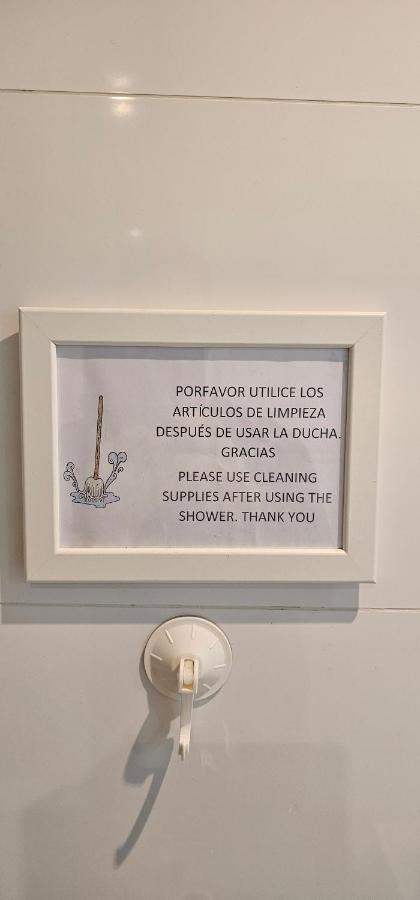 PORFAVOR UTILICE LOS
ARTÍCULOS DE LIMPIEZA
DESPUÉS DE USAR LA DUCHA.
GRACIAS
PLEASE USE CLEANING
SUPPLIES AFTER USING THE
SHOWER. THANK YOU